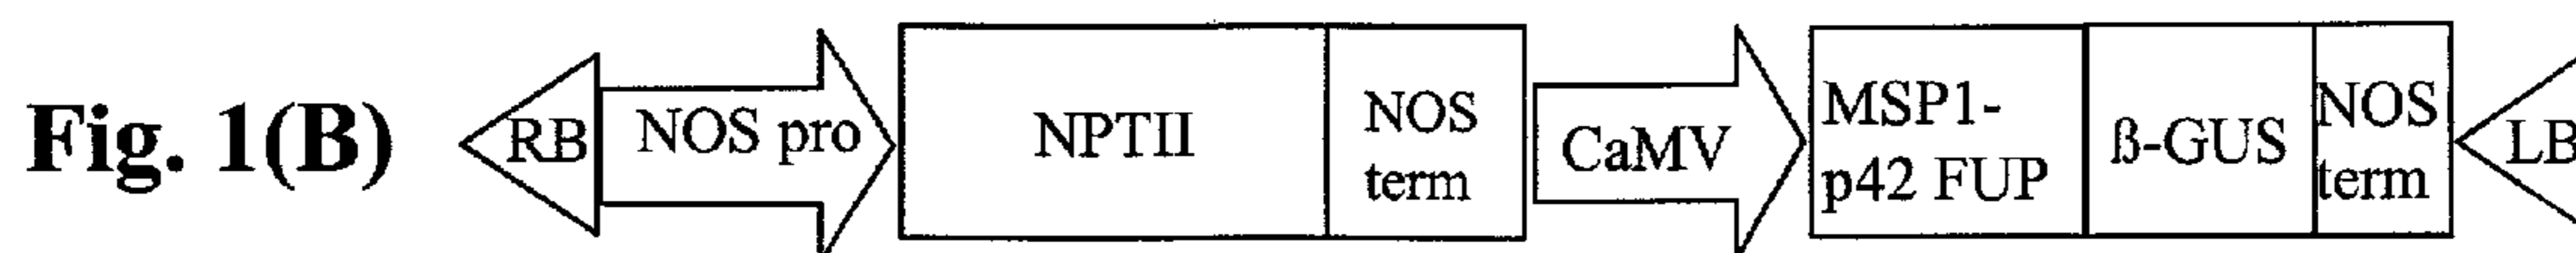 Fig. 1(B)
RB
NOS pro
NPTII
NOS
term
CaMV
MSP1-
p42 FUP
ß-GUS
NOS
term
LB